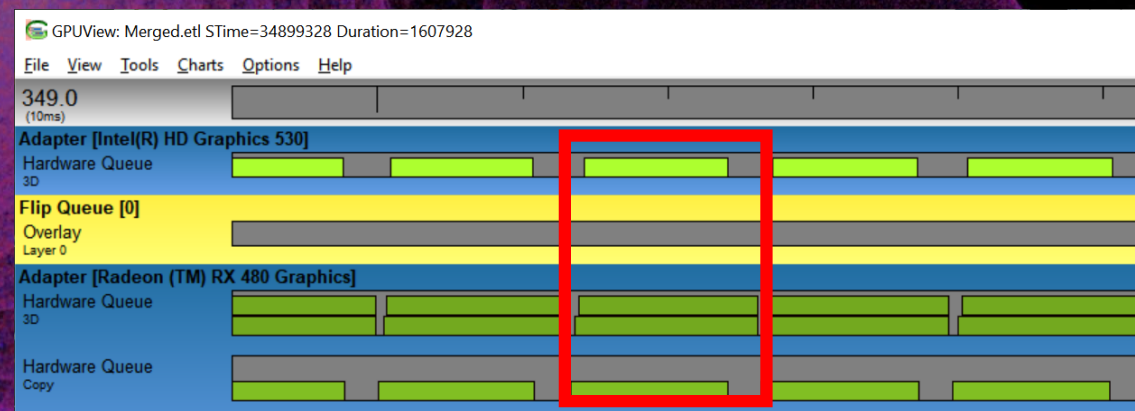 GPUView: Merged.etl STime=34899328 Duration=1607928
File View Tools Charts Options Help
349.0
(10ms)
Adapter [Intel(R) HD Graphics 530]
Hardware Queue
3D
Flip Queue [0]
Overlay
Layer 0
Adapter [Radeon (TM) RX 480 Graphics]
Hardware Queue
3D
Hardware Queue
Copy